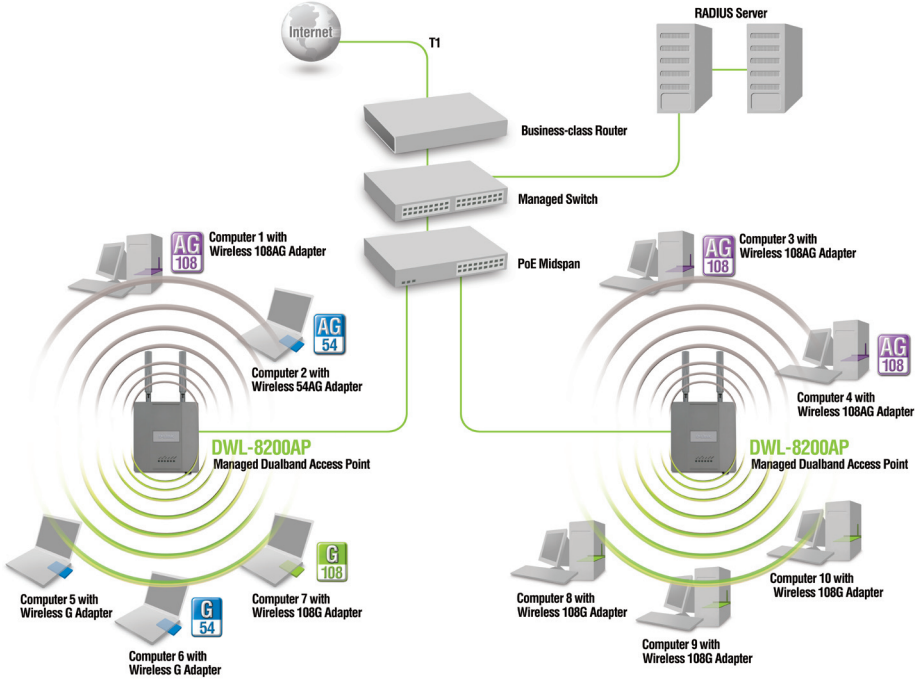 RADIUS Server
Internet
T1
Business-class Router
Managed Switch
PoE Midspan
AG
108
Computer 1 with
Wireless 108AG Adapter
AG
54
Computer 2 with
Wireless 54AG Adapter
AG
108
Computer 3 with
Wireless 108AG Adapter
AG
108
Computer 4 with
Wireless 108AG Adapter
DWL-8200AP
Managed Dualband Access Point
DWL-8200AP
Managed Dualband Access Point
Computer 5 with
Wireless G Adapter
G
54
Computer 6 with
Wireless G Adapter
G
108
Computer 7 with
Wireless 108G Adapter
Computer 8 with
Wireless 108G Adapter
Computer 9 with
Wireless 108G Adapter
Computer 10 with
Wireless 108G Adapter